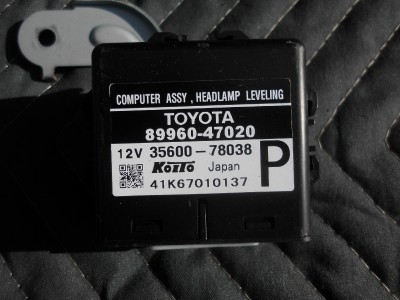 COMPUTER ASSY , HEADLAMP LEVELING
TOYOTA
89960-47020
12V 35600-78038
KOITO Japan P
41K67010137